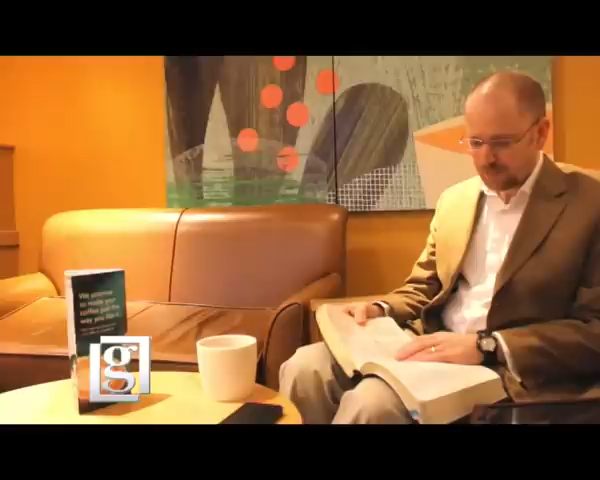 We promise
to make your
coffee just the
way you like it
g